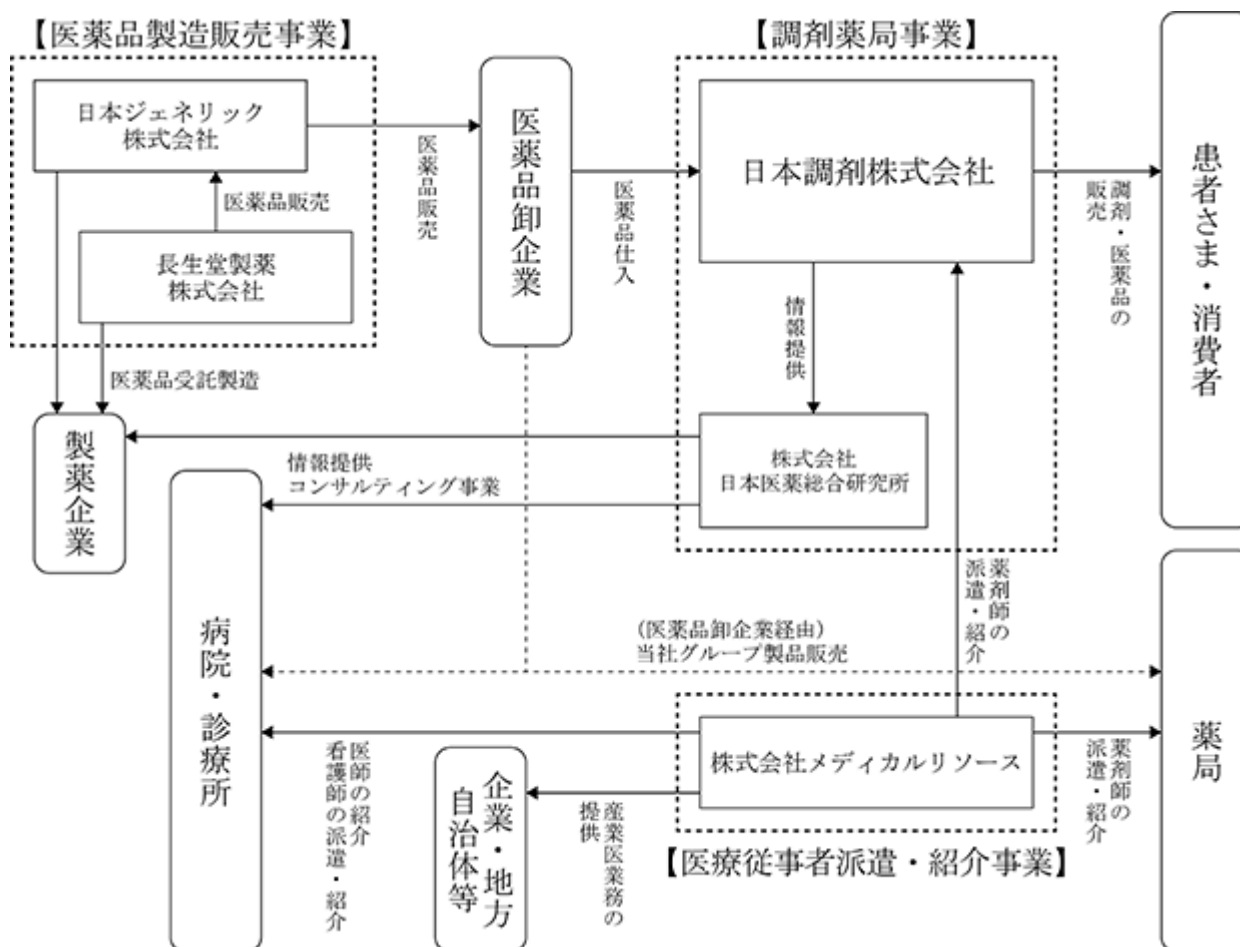 【医薬品製造販売事業】
日本ジェネリック
株式会社
医薬品販売
長生堂製薬
株式会社
医薬品受託製造
製薬企業
医薬品販売
医薬品卸企業
医薬品仕入
【調剤薬局事業】
日本調剤株式会社
情報提供
株式会社
日本医薬総合研究所
調剤・医薬品の
販売
患者さま・消費者
情報提供
コンサルティング事業
病院・診療所
薬剤師の
派遣・紹介
(医薬品卸企業経由)
当社グループ製品販売
株式会社メディカルリソース
【医療従事者派遣・紹介事業】
医師の紹介
看護師の派遣・紹介
企業・地方
自治体等
産業医業務の
提供
薬剤師の
派遣・紹介
薬局